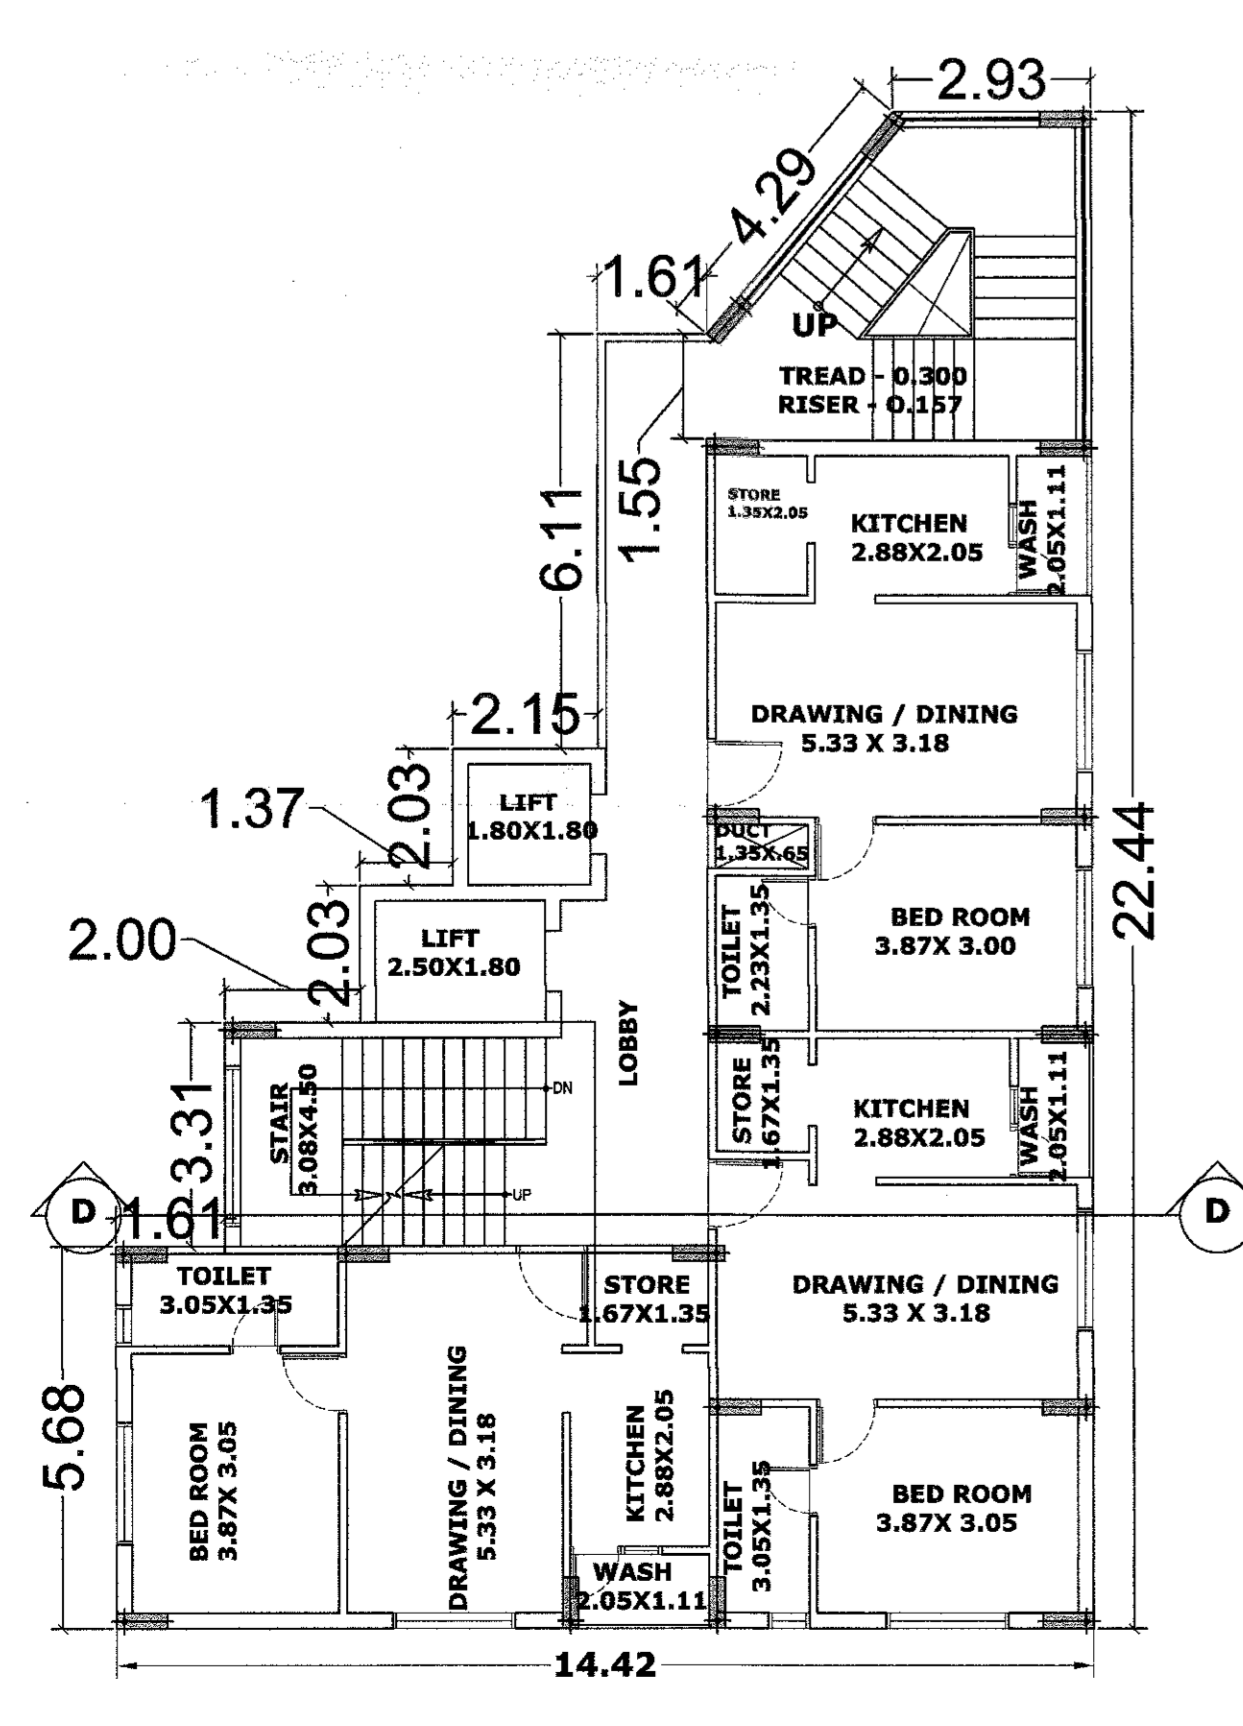 2.93
4.29
1.61
UP
TREAD - 0.300
RISER - 0.157
1.55
6.11
STORE
1.35X2.05
KITCHEN
2.88X2.05
WASH
2.05X1.11
DRAWING / DINING
5.33 X 3.18
2.15
2.03
1.37
LIFT
1.80X1.80
DUCT
1.35X.65
22.44
2.00
2.03
LIFT
2.50X1.80
TOILET
2.23X1.35
BED ROOM
3.87X 3.00
LOBBY
3.31
STAIR
3.08X4.50
DN
UP
STORE
1.67X1.35
KITCHEN
2.88X2.05
WASH
2.05X1.11
D
1.61
D
TOILET
3.05X1.35
STORE
1.67X1.35
DRAWING / DINING
5.33 X 3.18
5.68
BED ROOM
3.87X 3.05
DRAWING / DINING
5.33 X 3.18
KITCHEN
2.88X2.05
WASH
2.05X1.11
TOILET
3.05X1.35
BED ROOM
3.87X 3.05
14.42